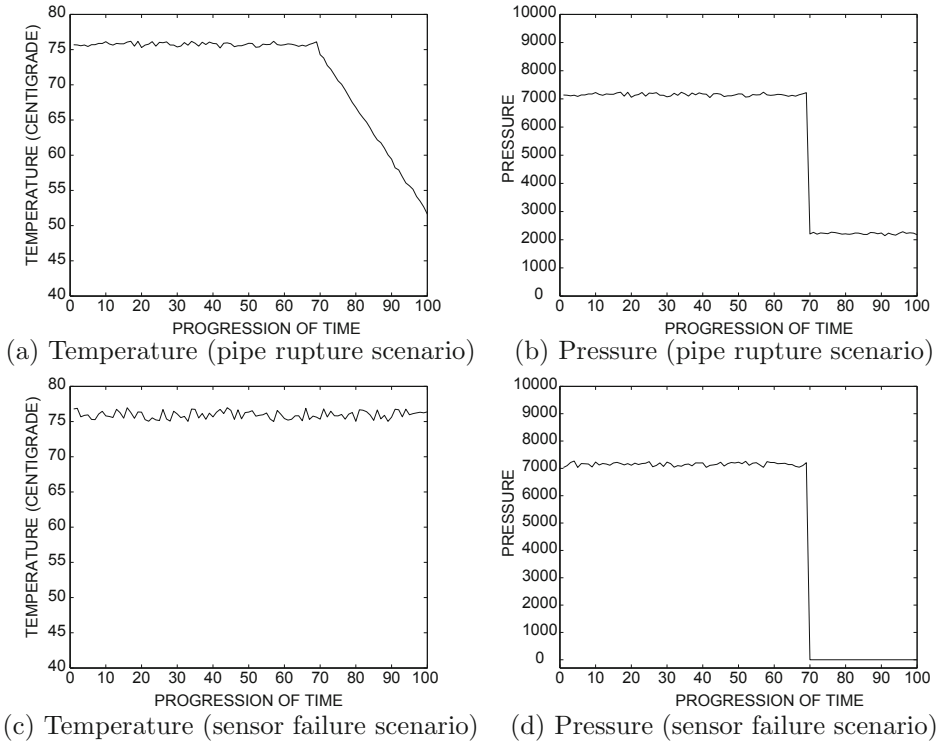 80
75
71
65
60
55
50
45
40
TEMPERATURE (CENTIGRADE)
0 10 20 30 40 50 60 70 80 90 100
PROGRESSION OF TIME
(a) Temperature (pipe rupture scenario)
10000
9000
8000
7000
6000
5000
4000
3000
2000
1000
0
PRESSURE
0 10 20 30 40 50 60 70 80 90 100
PROGRESSION OF TIME
(b) Pressure (pipe rupture scenario)
80
75
71
65
60
55
50
45
40
TEMPERATURE (CENTIGRADE)
0 10 20 30 40 50 60 70 80 90 100
PROGRESSION OF TIME
(c) Temperature (sensor failure scenario)
10000
9000
8000
7000
6000
5000
4000
3000
2000
1000
0
PRESSURE
0 10 20 30 40 50 60 70 80 90 100
PROGRESSION OF TIME
(d) Pressure (sensor failure scenario)